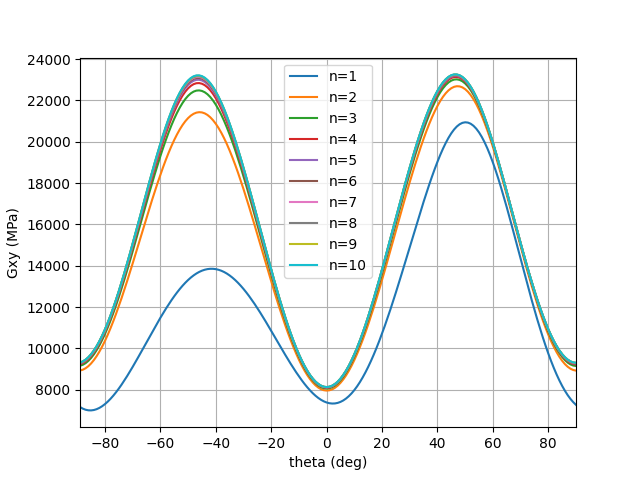 24000
22000
20000
18000
16000
14000
12000
10000
8000
Gxy (MPa)
n=1
n=2
n=3
n=4
n=5
n=6
n=7
n=8
n=9
n=10
−80 −60 −40 −20 0 20 40 60 80
theta (deg)